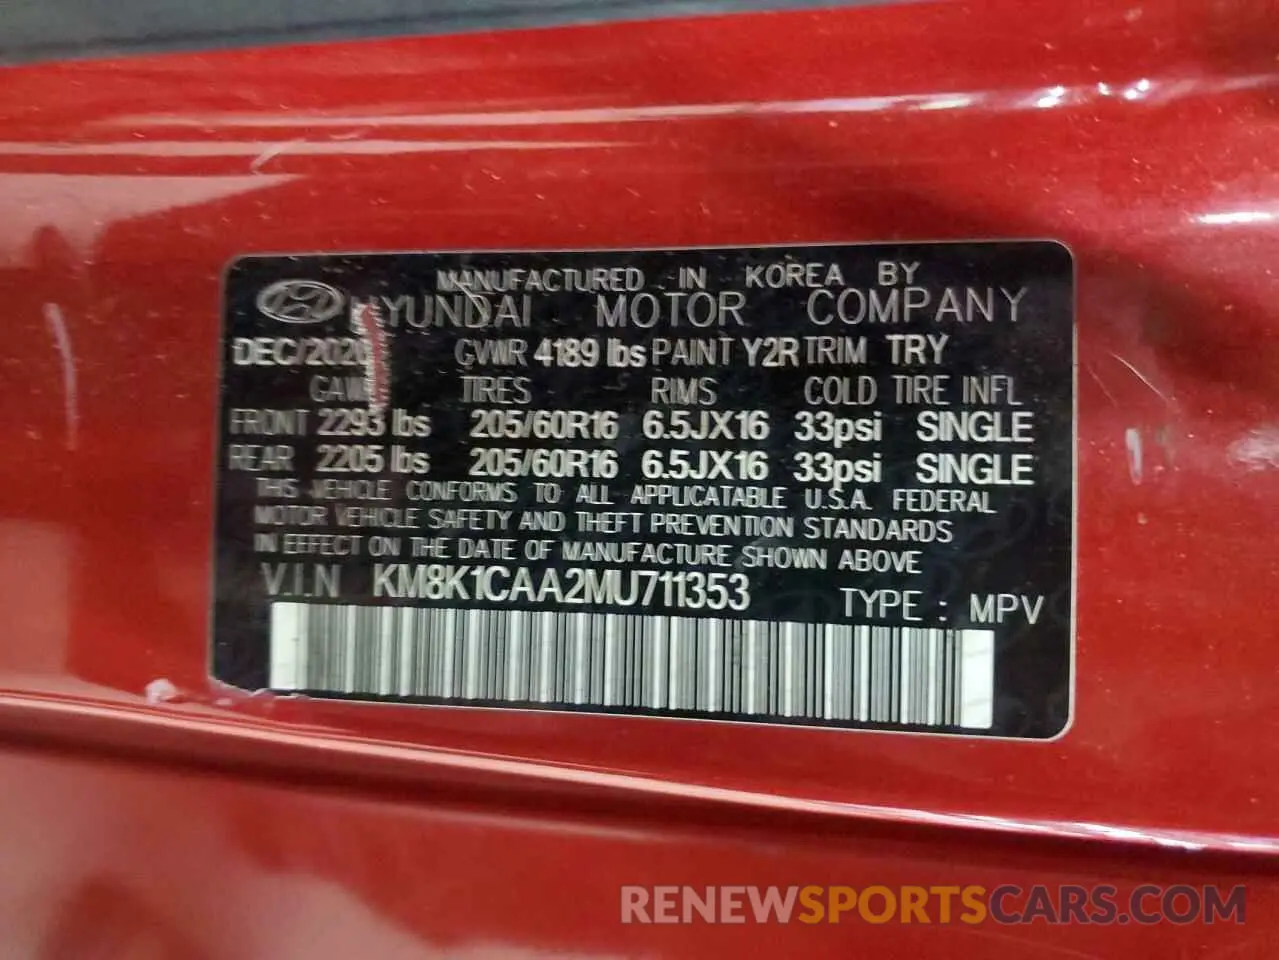 MANUFACTURED IN KOREA BY
HYUNDAI MOTOR COMPANY
DEC/2020 GVWR 4189 lbs PAINT Y2R TRIM TRY
GAWR TIRES RIMS COLD TIRE INFL
FRONT 2293 lbs 205/60R16 6.5JX16 33psi SINGLE
REAR 2205 lbs 205/60R16 6.5JX16 33psi SINGLE
THIS VEHICLE CONFORMS TO ALL APPLICATABLE U.S.A. FEDERAL
MOTOR VEHICLE SAFETY AND THEFT PREVENTION STANDARDS
IN EFFECT ON THE DATE OF MANUFACTURE SHOWN ABOVE
V.I.N KM8K1CAA2MU711353 TYPE : MPV
RENEWSPORTSCARS.COM